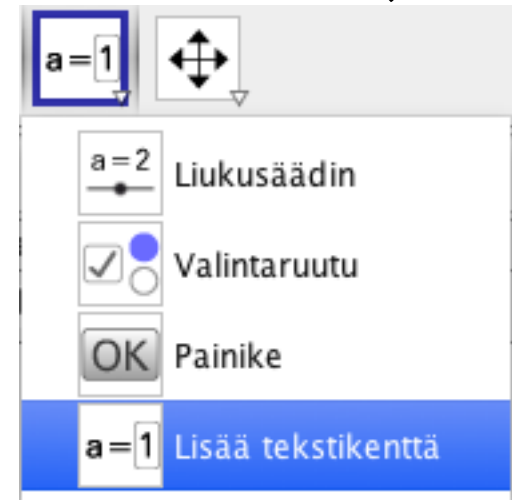 a=1
a=2
Liukusäädin
Valintaruutu
OK Painike
a=1 Lisää tekstikenttä